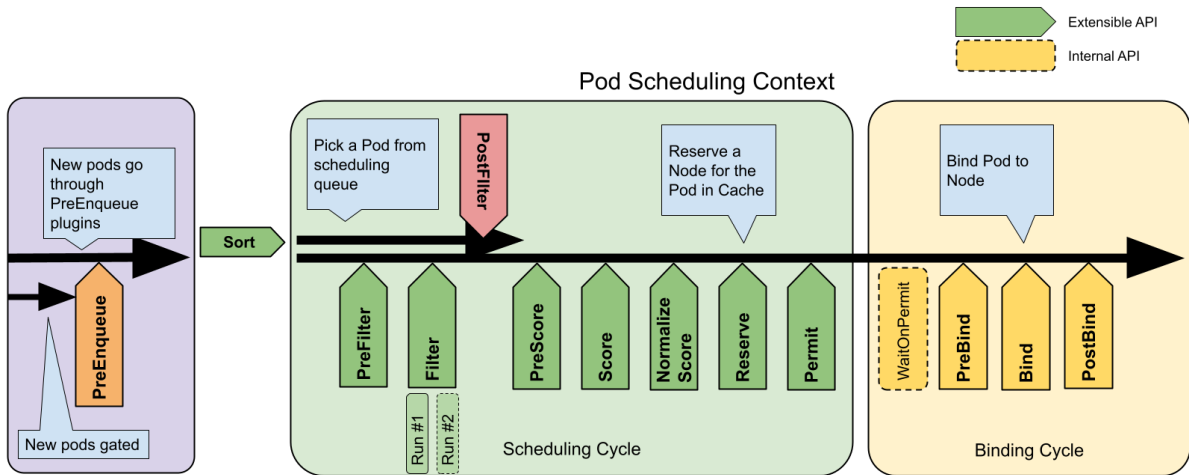 Extensible API
Internal API
Pod Scheduling Context
New pods go
through
PreEnqueue
plugins
PreEnqueue
New pods gated
Sort
Pick a Pod from
scheduling
queue
PostFIlter
Reserve a
Node for the
Pod in Cache
PreFilter
Filter
Run #1
Run #2
PreScore
Score
Normalize
Score
Reserve
Permit
Scheduling Cycle
Bind Pod to
Node
WaitOnPermit
PreBind
Bind
PostBind
Binding Cycle